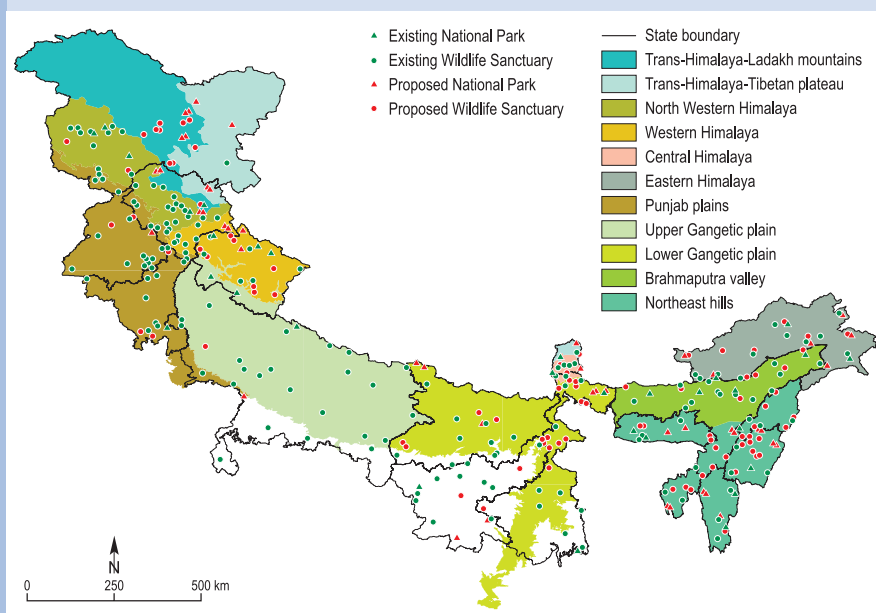 Existing National Park
Existing Wildlife Sanctuary
Proposed National Park
Proposed Wildlife Sanctuary
State boundary
Trans-Himalaya-Ladakh mountains
Trans-Himalaya-Tibetan plateau
North Western Himalaya
Western Himalaya
Central Himalaya
Eastern Himalaya
Punjab plains
Upper Gangetic plain
Lower Gangetic plain
Brahmaputra valley
Northeast hills
N
0 250 500 km